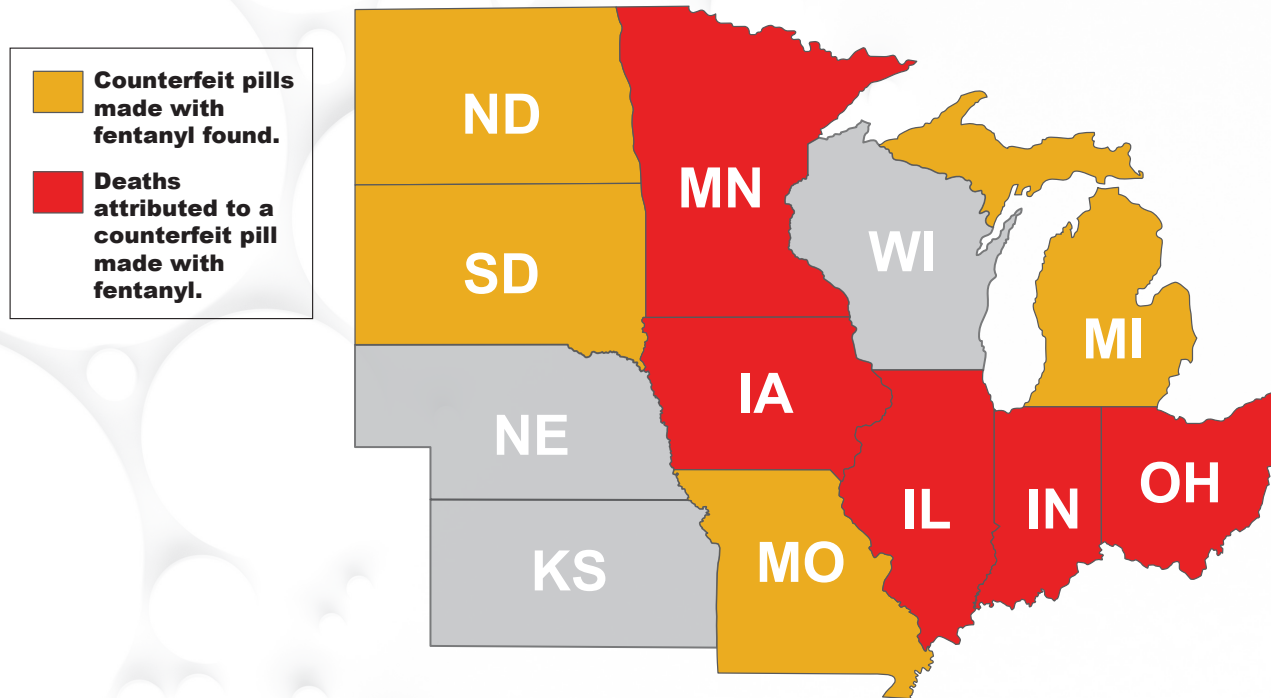 Counterfeit pills
made with
fentanyl found.
Deaths
attributed to a
counterfeit pill
made with
fentanyl.
ND
MN
SD
WI
MI
IA
NE
OH
IL
IN
MO
KS